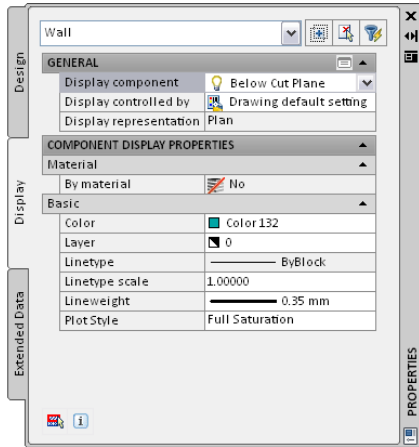 Wall
GENERAL
Display component Below Cut Plane
Display controlled by Drawing default setting
Display representation Plan
COMPONENT DISPLAY PROPERTIES
Material
By material No
Basic
Color Color 132
Layer 0
Linetype ByBlock
Linetype scale 1.00000
Lineweight 0.35 mm
Plot Style Full Saturation
Design
Display
Extended Data
PROPERTIES